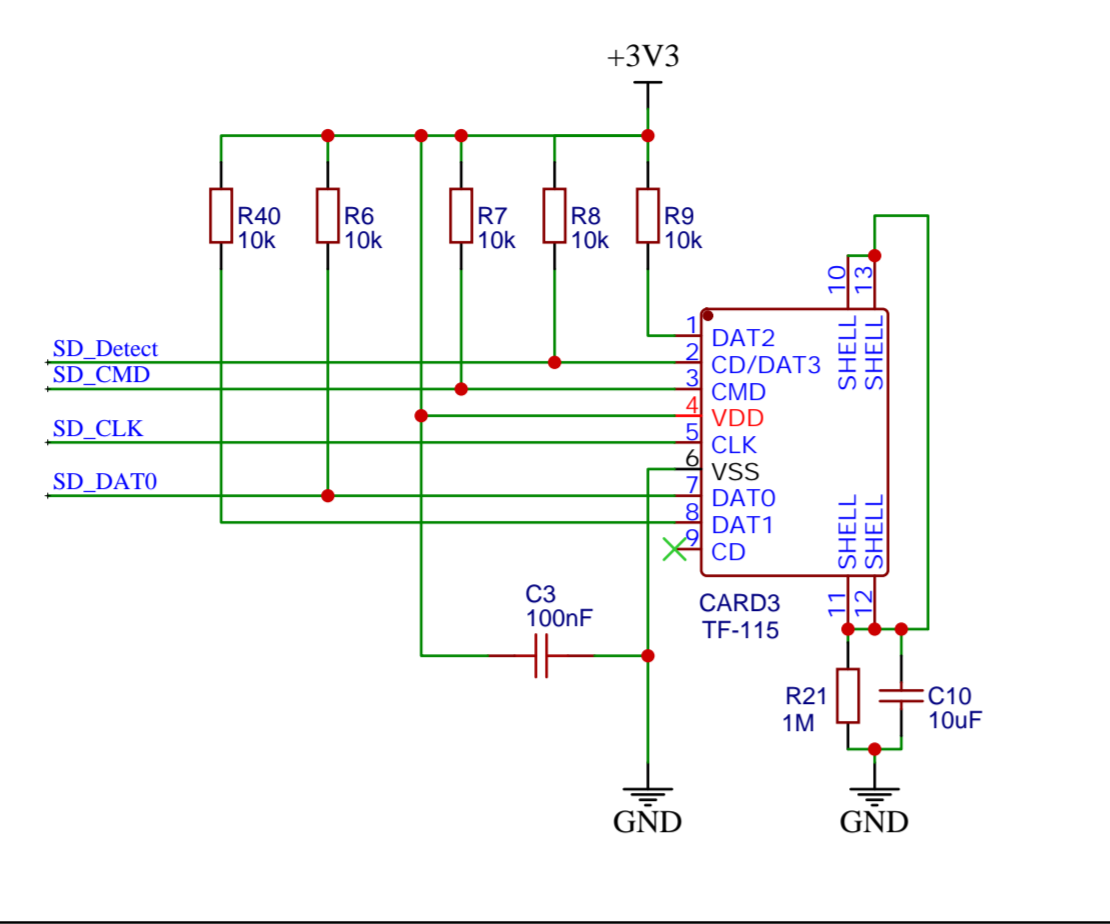 +3V3
R40
10k
R6
10k
R7
10k
R8
10k
R9
10k
10
13
SHELL
SHELL
SD_Detect
SD_CMD
SD_CLK
SD_DAT0
1 DAT2
2 CD/DAT3
3 CMD
4 VDD
5 CLK
6 VSS
7 DAT0
8 DAT1
9 CD
SHELL
SHELL
11
12
CARD3
TF-115
C3
100nF
R21
1M
C10
10uF
GND
GND